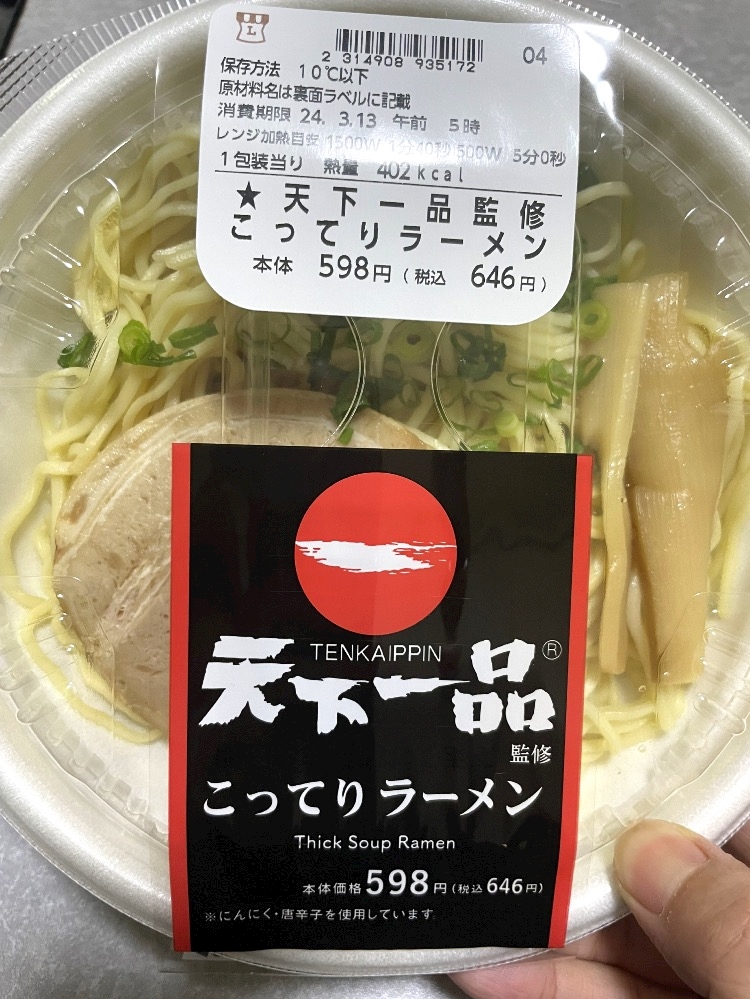 L
2 314908 935172
04
保存方法 10℃以下
原材料名は裏面ラベルに記載
消費期限 24. 3.13 午前 5時
レンジ加熱目安 1500W 1分40秒 500W 5分0秒
1包装当り 熱量 402kcal
★天下一品監修
こってりラーメン
本体 598円(税込 646円)
TENKAIPPIN
天下一品®
監修
こってりラーメン
Thick Soup Ramen
本体価格598円(税込646円)
※にんにく・唐辛子を使用しています。